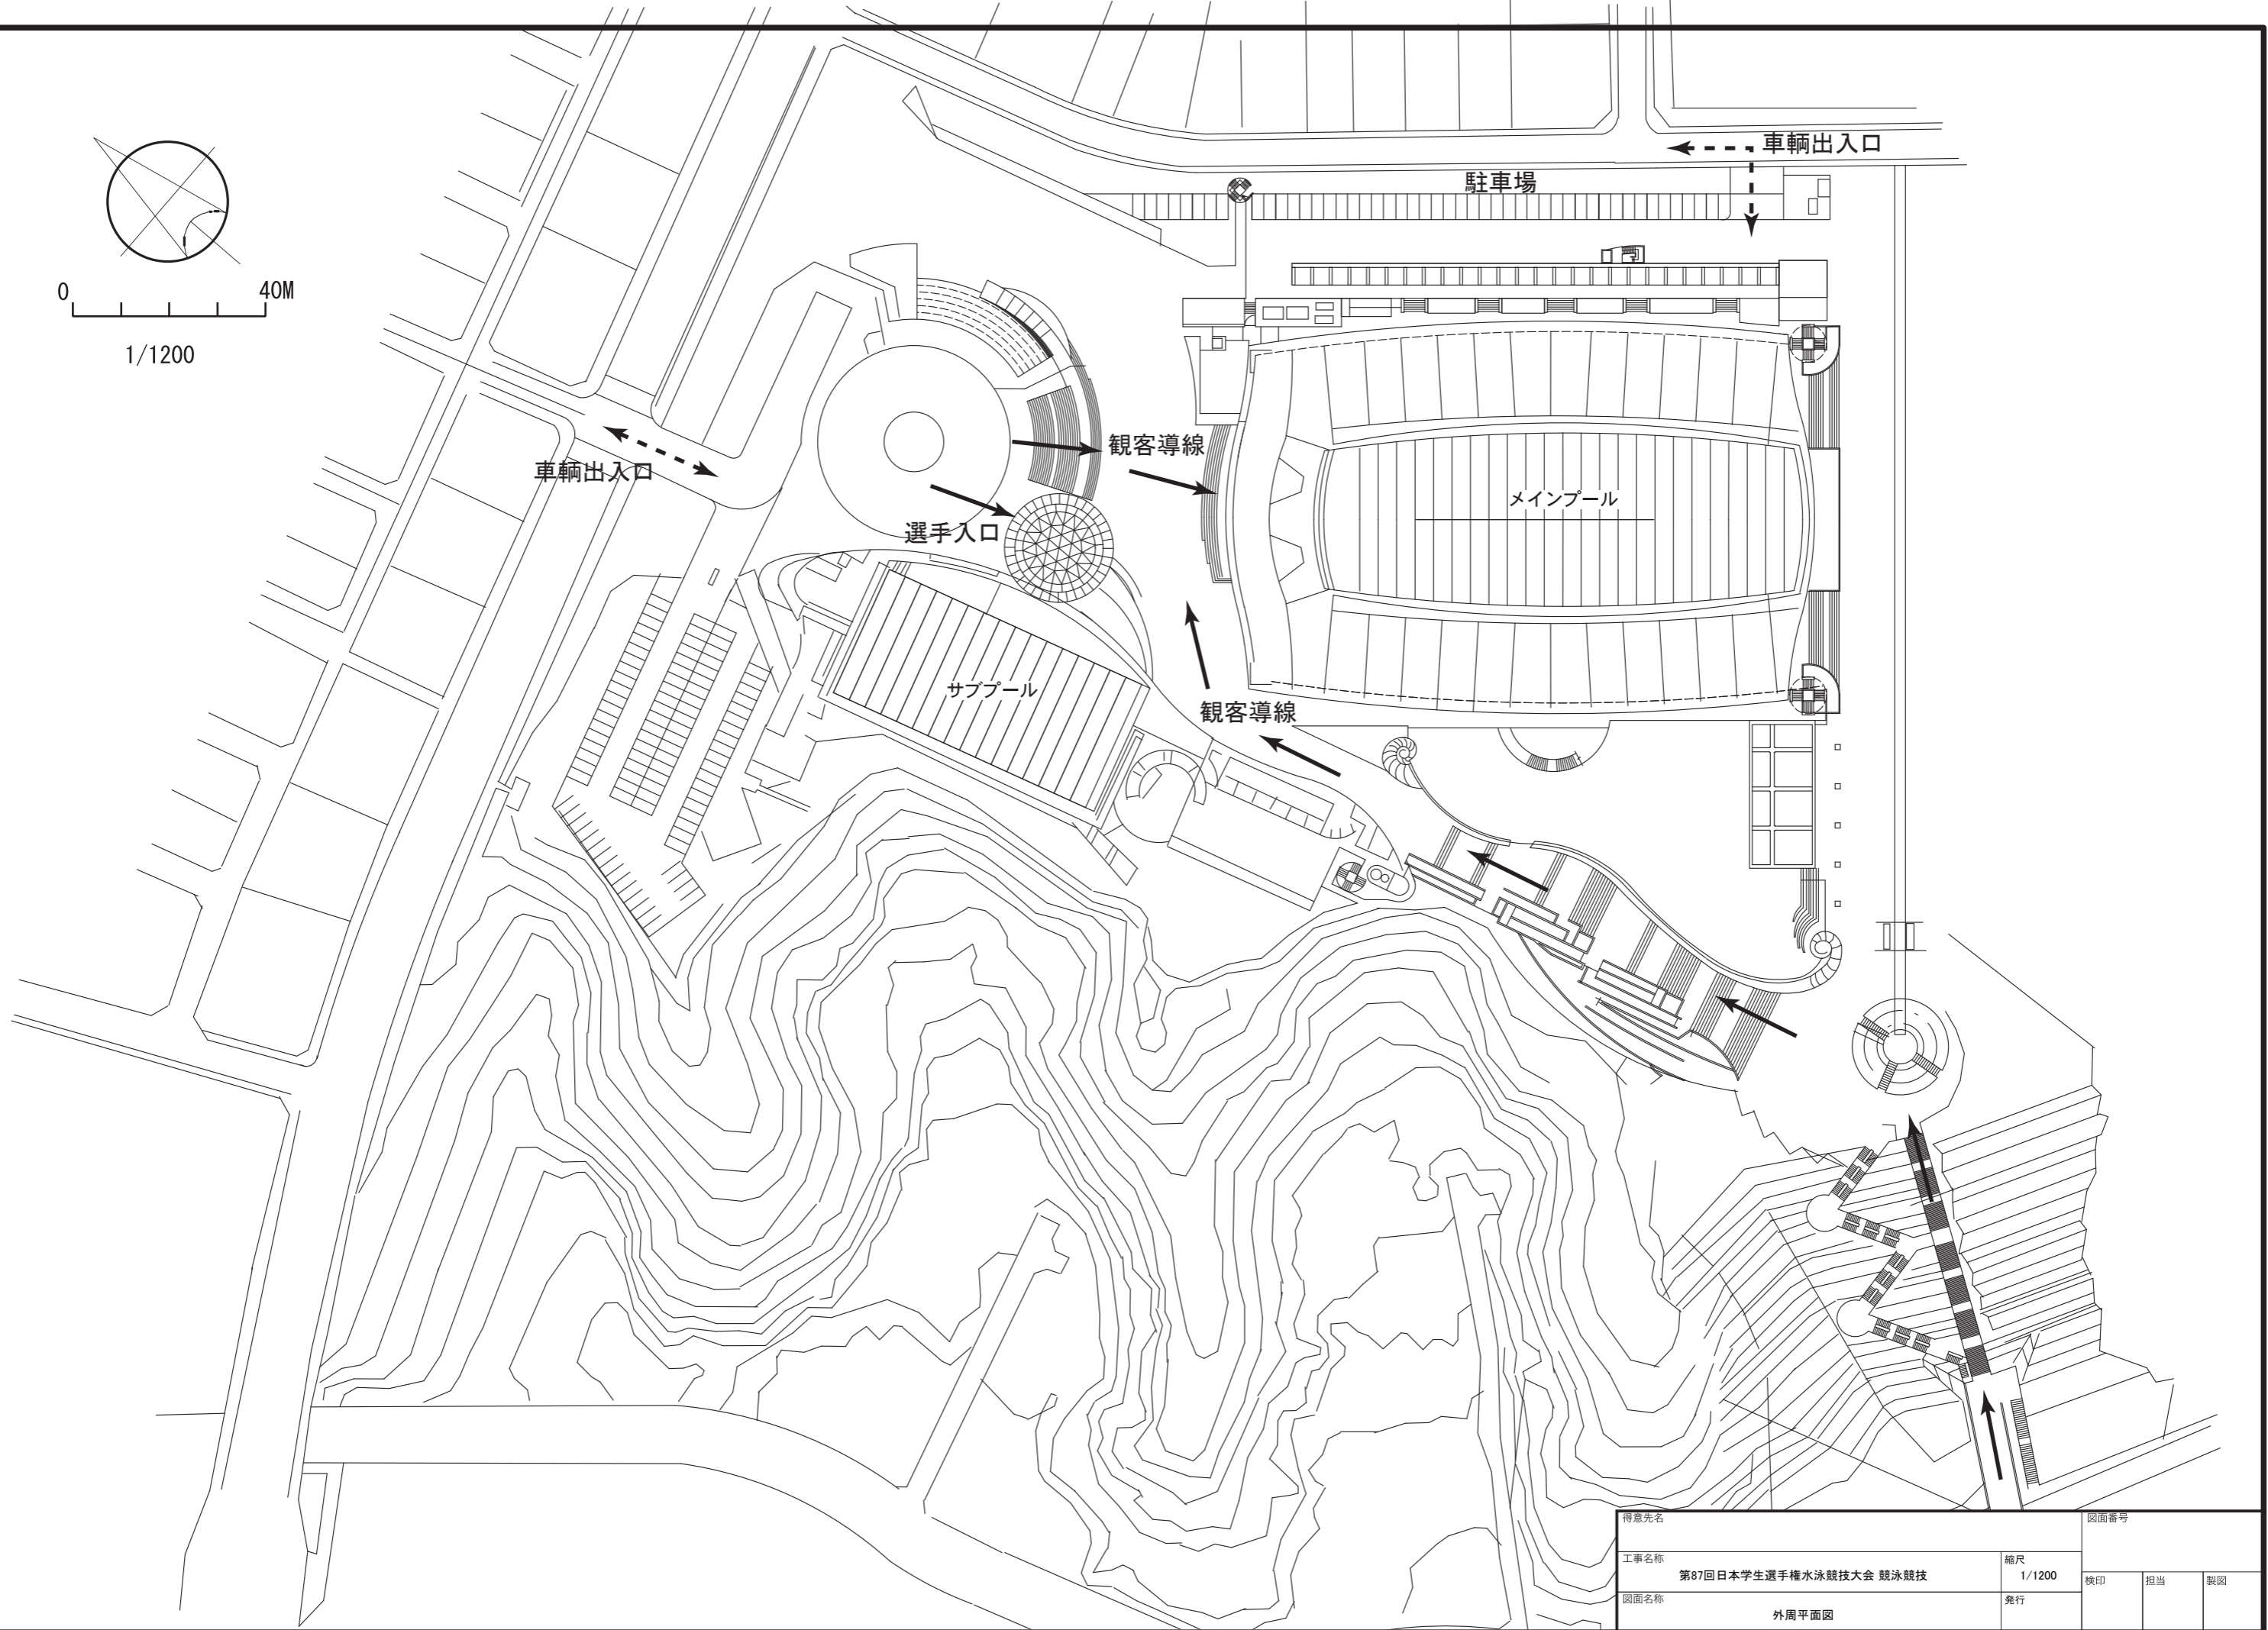 車輌出入口
駐車場
0 40M
1/1200
観客導線
車輌出入口
メインプール
選手入口
サブプール
観客導線
得意先名
図面番号
工事名称
第87回日本学生選手権水泳競技大会 競泳競技
縮尺
1/1200
検印
担当
製図
図面名称
外周平面図
発行